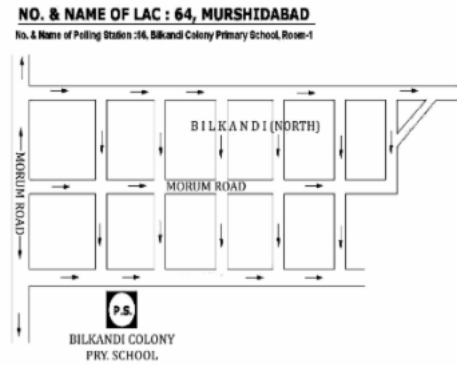 NO. & NAME OF LAC : 64, MURSHIDABAD
No. & Name of Polling Station :66, Bilkandi Colony Primary School, Room-1
BILKANDI (NORTH)
MORUM ROAD
MORUM ROAD
P.S.
BILKANDI COLONY
PRY. SCHOOL